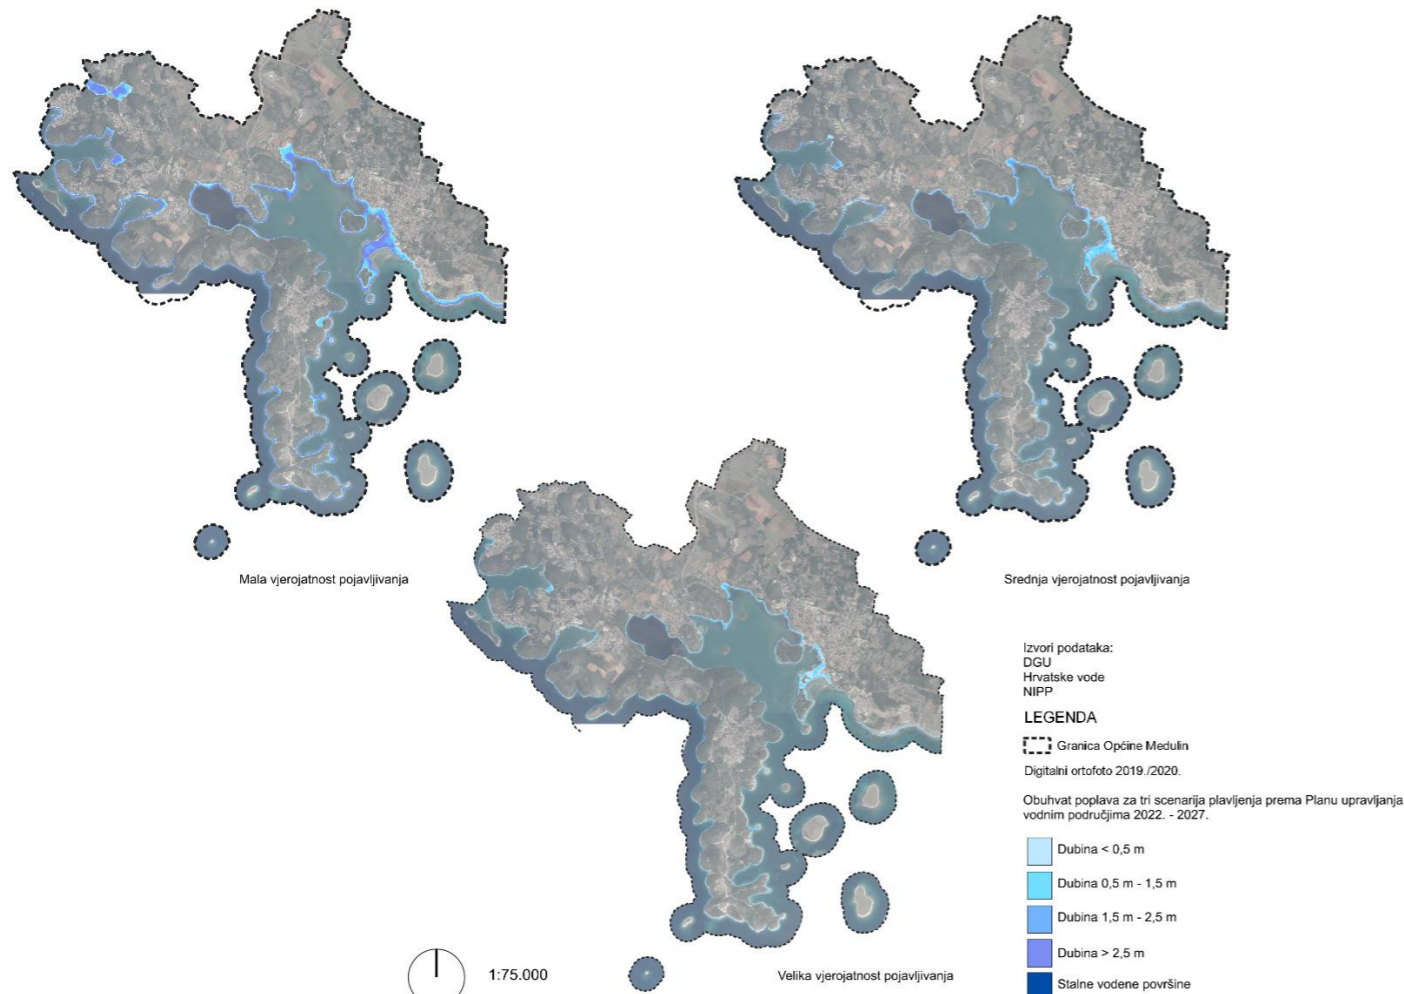 Mala vjerojatnost pojavljivanja
Srednja vjerojatnost pojavljivanja
Izvori podataka:
DGU
Hrvatske vode
NIPP
LEGENDA
Granica Općine Medulin
Digitalni ortofoto 2019./2020.
Obuhvat poplava za tri scenarija plavljenja prema Planu upravljanja
vodnim područjima 2022. - 2027.
Dubina < 0,5 m
Dubina 0,5 m - 1,5 m
Dubina 1,5 m - 2,5 m
Dubina > 2,5 m
Stalne vodene površine
1:75.000
Velika vjerojatnost pojavljivanja